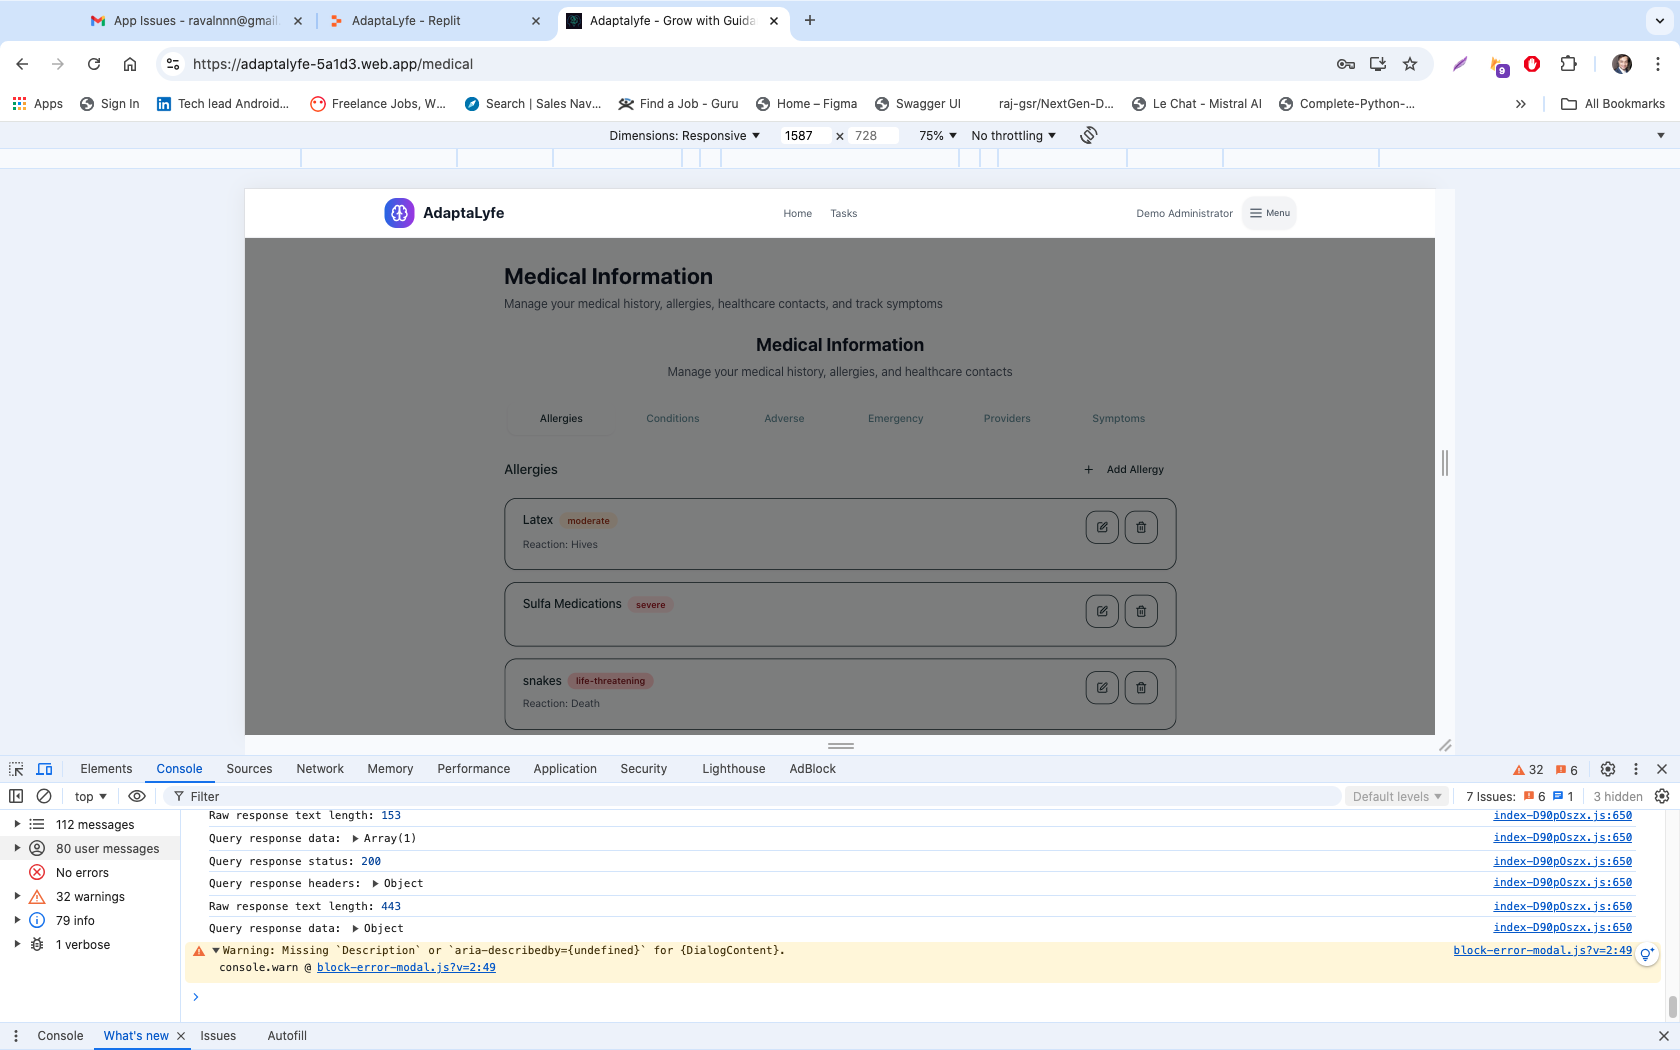 App Issues - ravalnnn@gmai
AdaptaLyfe - Replit
Adaptalyfe - Grow with Guida
https://adaptalyfe-5a1d3.web.app/medical
9
Apps
Sign In
Tech lead Android...
Freelance Jobs, W...
Search | Sales Nav...
Find a Job - Guru
Home – Figma
Swagger UI
raj-gsr/NextGen-D...
Le Chat - Mistral AI
Complete-Python-...
»
All Bookmarks
Dimensions: Responsive
1587
×
728
75%
No throttling
AdaptaLyfe
Home
Tasks
Demo Administrator
Menu
Medical Information
Manage your medical history, allergies, healthcare contacts, and track symptoms
Medical Information
Manage your medical history, allergies, and healthcare contacts
Allergies
Conditions
Adverse
Emergency
Providers
Symptoms
Allergies
+ Add Allergy
Latex moderate
Reaction: Hives
Sulfa Medications severe
snakes life-threatening
Reaction: Death
Elements
Console
Sources
Network
Memory
Performance
Application
Security
Lighthouse
AdBlock
32
6
top
Filter
Default levels
7 Issues: 6 1
3 hidden
112 messages
80 user messages
No errors
32 warnings
79 info
1 verbose
Raw response text length: 153 index-D90pOszx.js:650
Query response data: Array(1) index-D90pOszx.js:650
Query response status: 200 index-D90pOszx.js:650
Query response headers: Object index-D90pOszx.js:650
Raw response text length: 443 index-D90pOszx.js:650
Query response data: Object index-D90pOszx.js:650
Warning: Missing `Description` or `aria-describedby={undefined}` for {DialogContent}. block-error-modal.js?v=2:49
console.warn @ block-error-modal.js?v=2:49
Console
What's new
Issues
Autofill